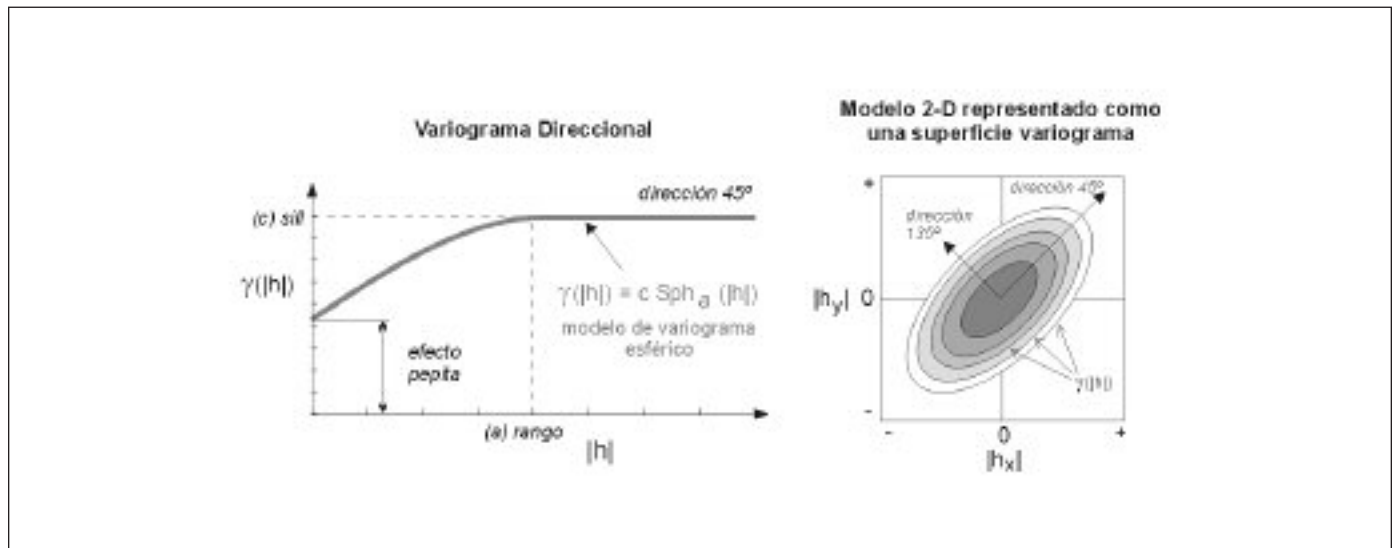 Variograma Direccional
dirección 45º
(c) sill
γ(|h|)
γ(|h|) = c Sph a (|h|)
modelo de variograma
esférico
efecto
pepita
(a) rango
|h|
Modelo 2-D representado como
una superficie variograma
+
dirección 45º
dirección
135º
|hy| 0
γ(|h|)
-
- 0 +
|hx|